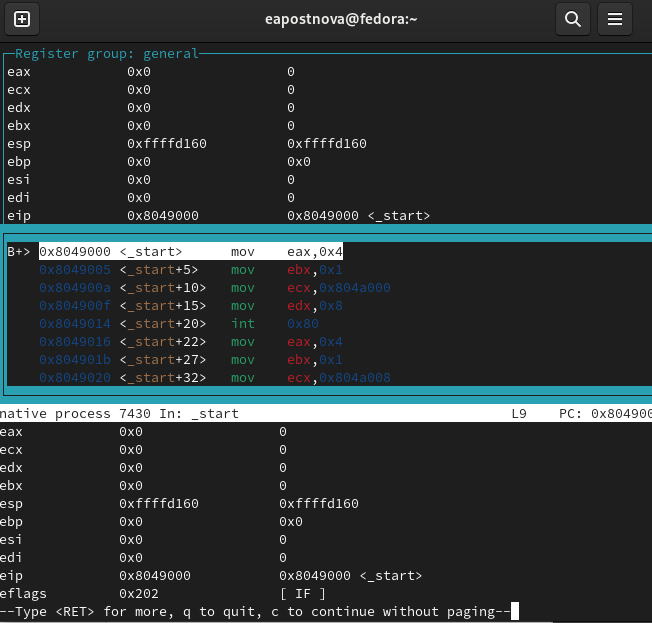 eapostnova@fedora:~
Register group: general
eax 0x0 0
ecx 0x0 0
edx 0x0 0
ebx 0x0 0
esp 0xffffd160 0xffffd160
ebp 0x0 0x0
esi 0x0 0
edi 0x0 0
eip 0x8049000 0x8049000 <_start>
B+> 0x8049000 <_start> mov eax,0x4
0x8049005 <_start+5> mov ebx,0x1
0x804900a <_start+10> mov ecx,0x804a000
0x804900f <_start+15> mov edx,0x8
0x8049014 <_start+20> int 0x80
0x8049016 <_start+22> mov eax,0x4
0x804901b <_start+27> mov ebx,0x1
0x8049020 <_start+32> mov ecx,0x804a008
native process 7430 In: _start L9 PC: 0x804900
eax 0x0 0
ecx 0x0 0
edx 0x0 0
ebx 0x0 0
esp 0xffffd160 0xffffd160
ebp 0x0 0x0
esi 0x0 0
edi 0x0 0
eip 0x8049000 0x8049000 <_start>
eflags 0x202 [ IF ]
--Type <RET> for more, q to quit, c to continue without paging--